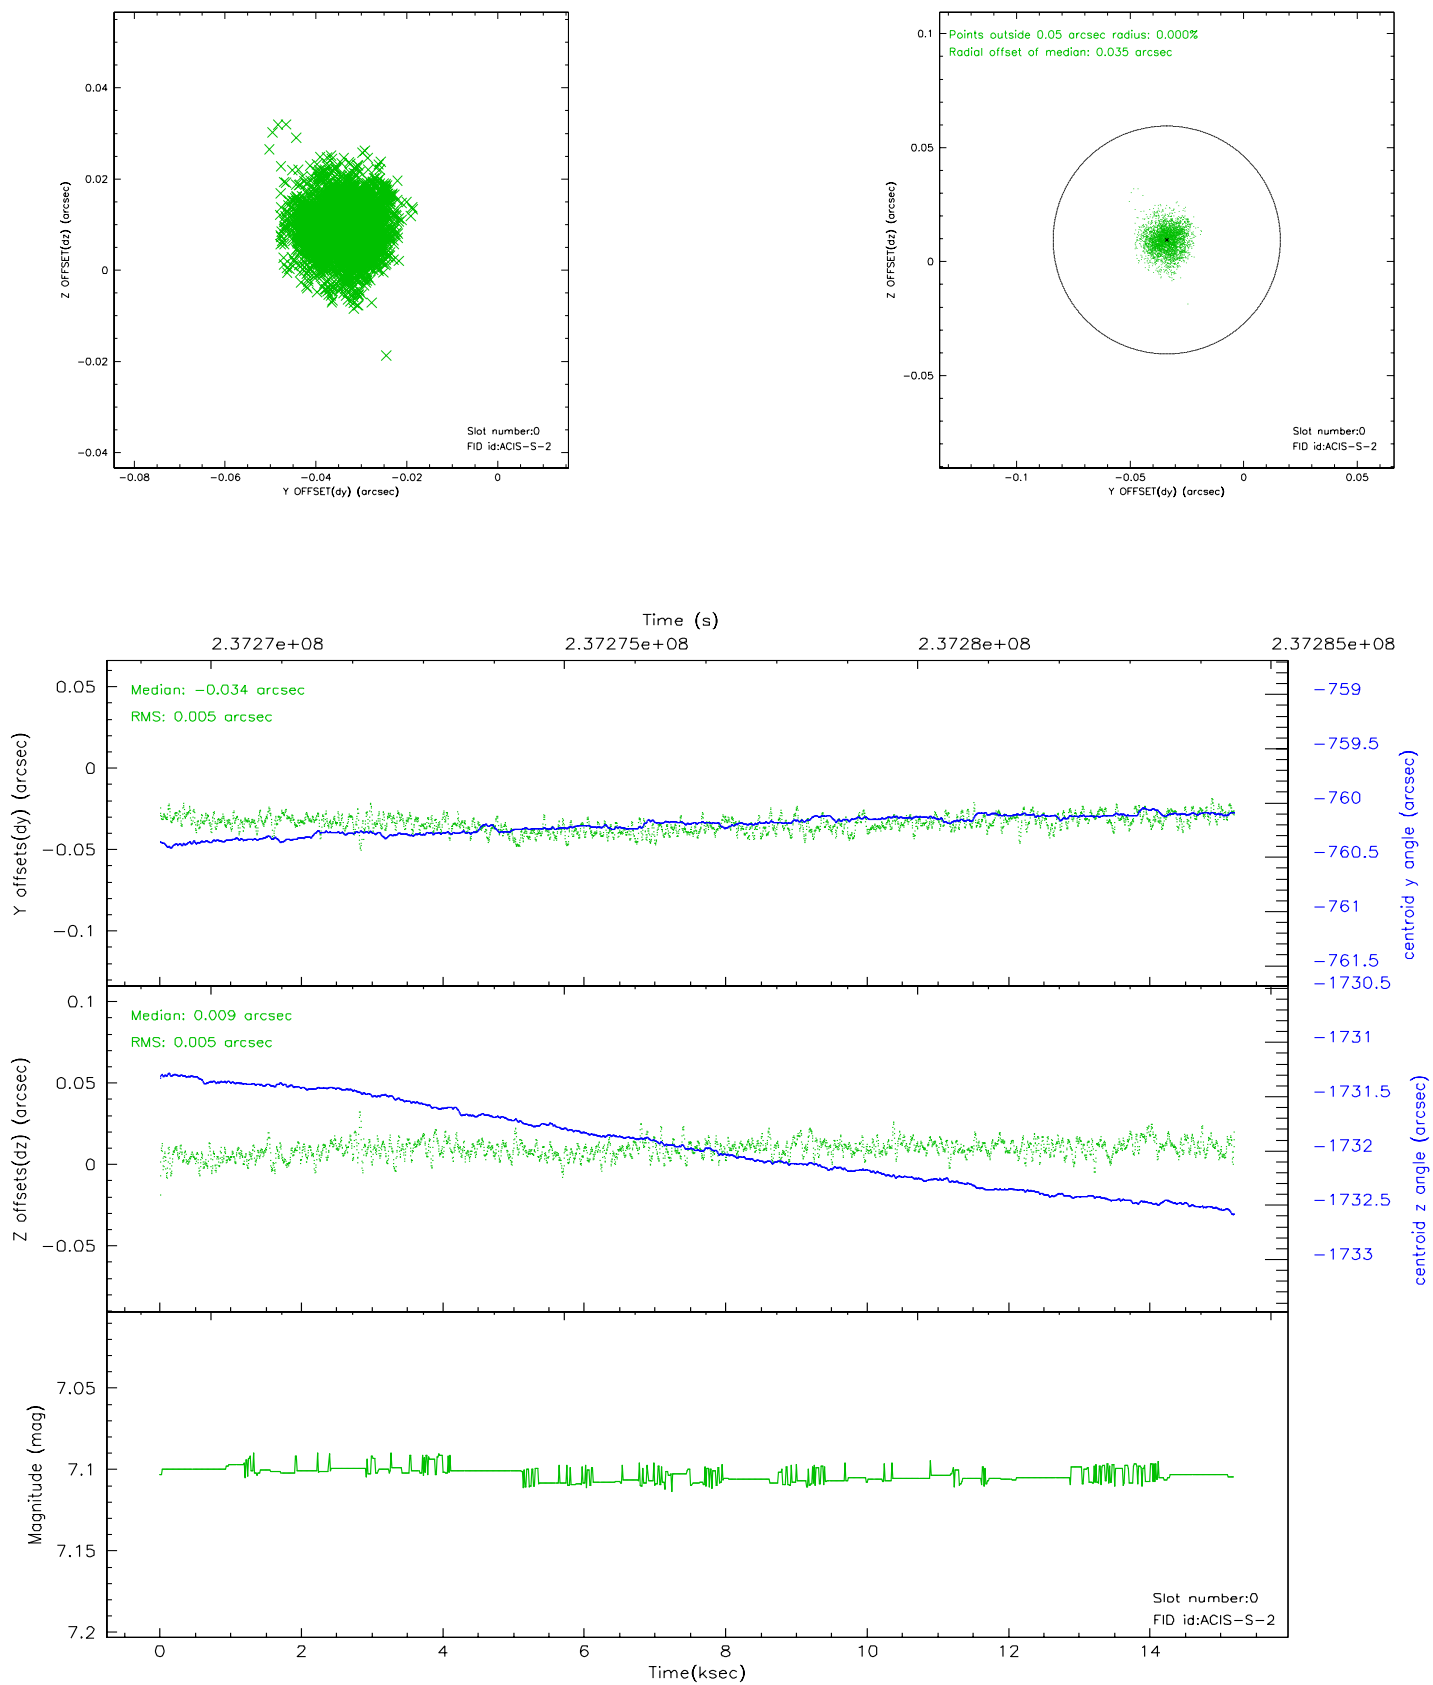 0.04
0.02
0
-0.02
-0.04
Z OFFSET(dz) (arcsec)
Slot number:0
FID id:ACIS-S-2
-0.08 -0.06 -0.04 -0.02 0
Y OFFSET(dy) (arcsec)
Points outside 0.05 arcsec radius: 0.000%
Radial offset of median: 0.035 arcsec
0.1
0.05
0
-0.05
Z OFFSET(dz) (arcsec)
Slot number:0
FID id:ACIS-S-2
-0.1 -0.05 0 0.05
Y OFFSET(dy) (arcsec)
Time (s)
2.3727e+08 2.37275e+08 2.3728e+08 2.37285e+08
Median: -0.034 arcsec
RMS: 0.005 arcsec
0.05
0
-0.05
-0.1
Y offsets(dy) (arcsec)
-759
-759.5
-760
-760.5
-761
-761.5
centroid y angle (arcsec)
Median: 0.009 arcsec
RMS: 0.005 arcsec
0.1
0.05
0
-0.05
Z offsets(dz) (arcsec)
-1730.5
-1731
-1731.5
-1732
-1732.5
-1733
centroid z angle (arcsec)
7.05
7.1
7.15
7.2
Magnitude (mag)
Slot number:0
FID id:ACIS-S-2
0 2 4 6 8 10 12 14
Time(ksec)